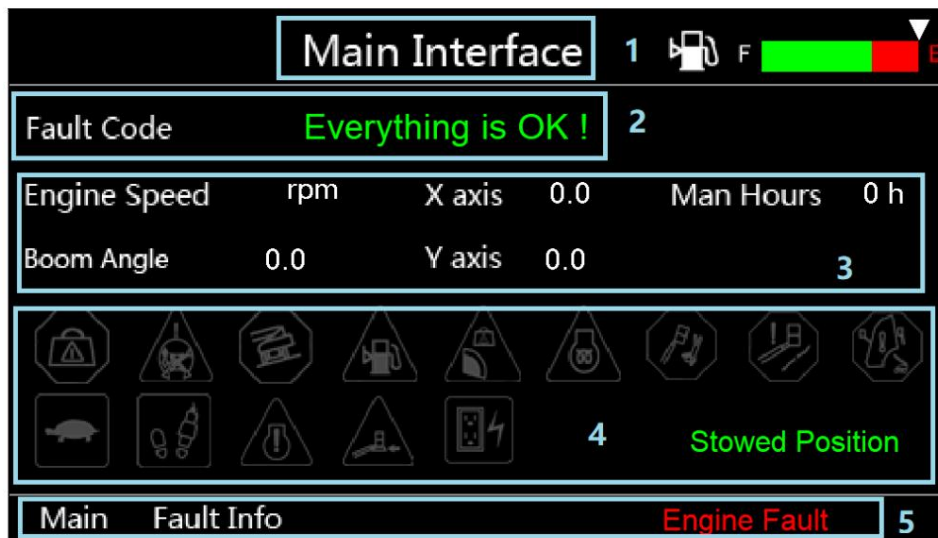 Main Interface 1 F E
Fault Code Everything is OK ! 2
Engine Speed rpm X axis 0.0 Man Hours 0 h
Boom Angle 0.0 Y axis 0.0 3
4 Stowed Position
Main Fault Info Engine Fault 5